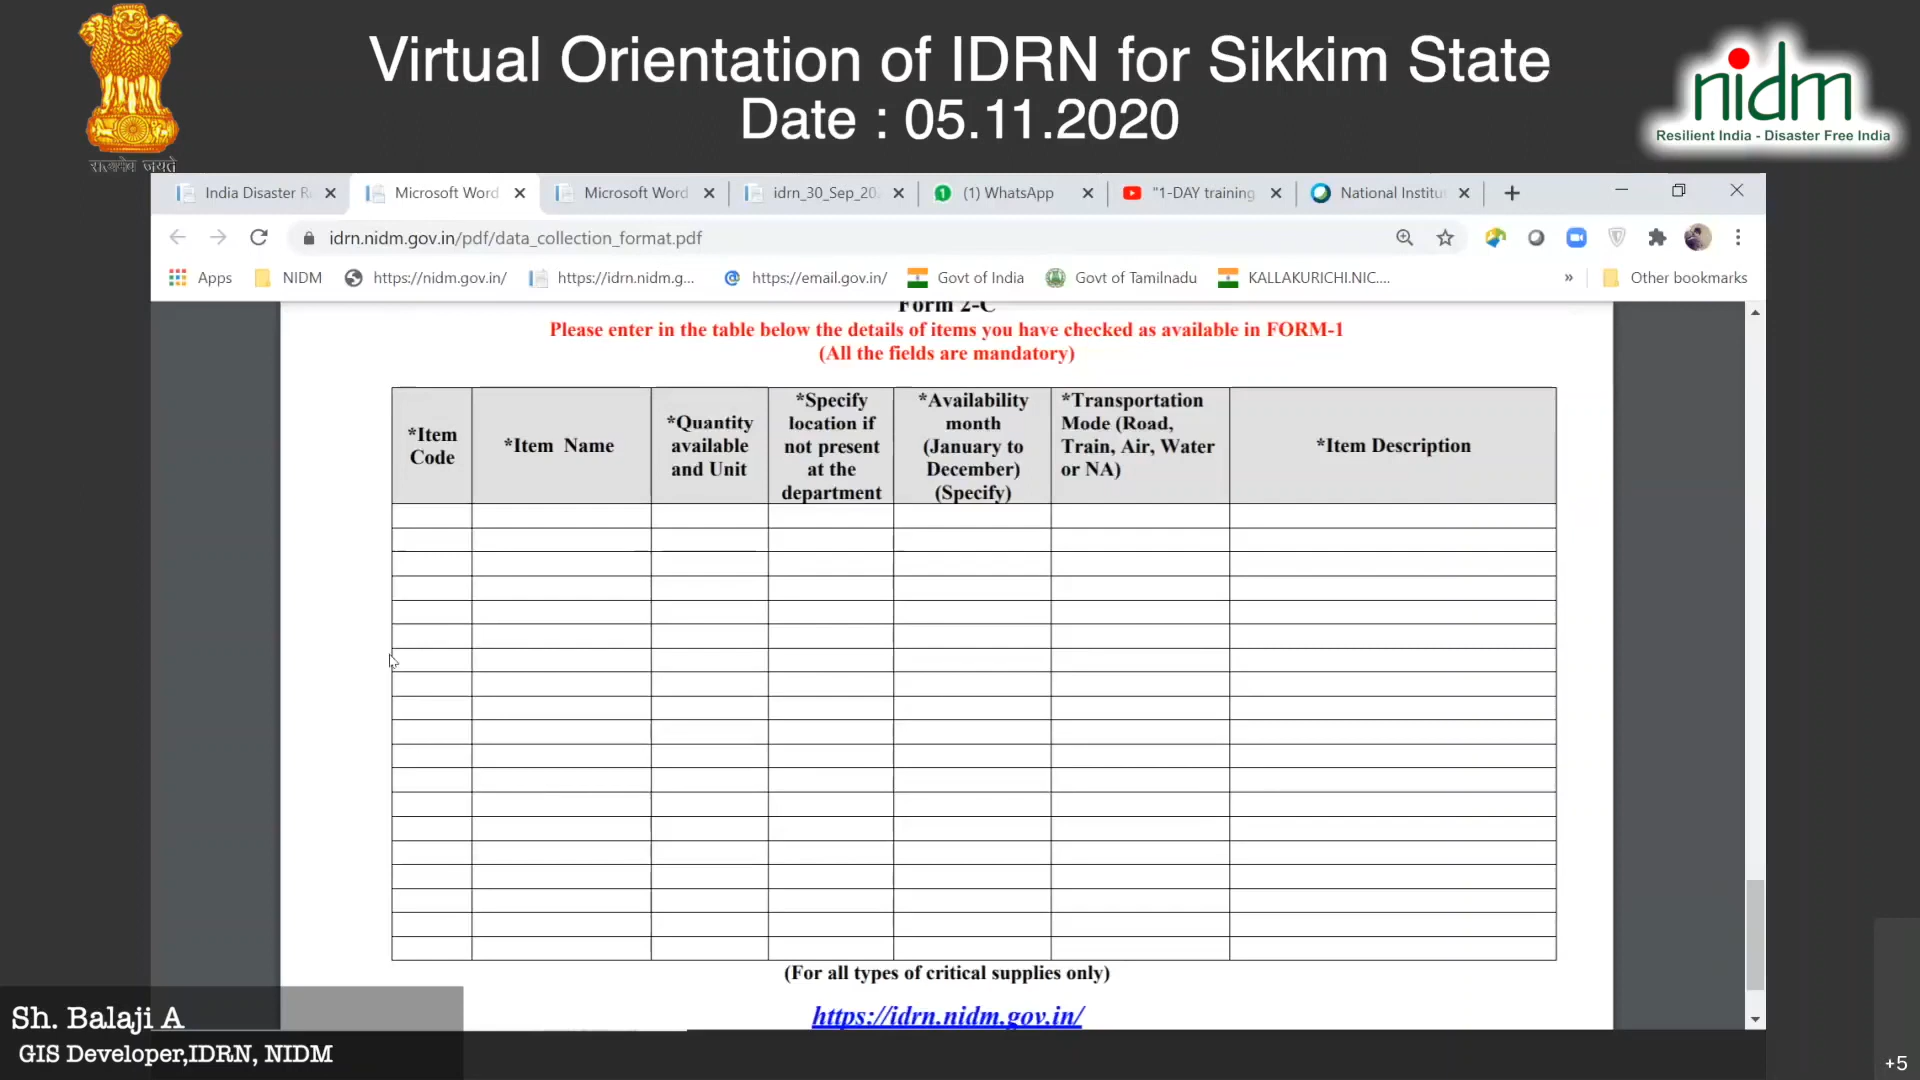 Virtual Orientation of IDRN for Sikkim State
Date : 05.11.2020
सत्यमेव जयते
nidm
Resilient India - Disaster Free India
India Disaster R
Microsoft Word
Microsoft Word
idrn_30_Sep_20
(1) WhatsApp
"1-DAY training
National Institu
idrn.nidm.gov.in/pdf/data_collection_format.pdf
Apps
NIDM
https://nidm.gov.in/
https://idrn.nidm.g...
https://email.gov.in/
Govt of India
Govt of Tamilnadu
KALLAKURICHI.NIC....
»
Other bookmarks
Form 2-C
Please enter in the table below the details of items you have checked as available in FORM-1
(All the fields are mandatory)
*Item
Code
*Item Name
*Quantity
available
and Unit
*Specify
location if
not present
at the
department
*Availability
month
(January to
December)
(Specify)
*Transportation
Mode (Road,
Train, Air, Water
or NA)
*Item Description
(For all types of critical supplies only)
https://idrn.nidm.gov.in/
Sh. Balaji A
GIS Developer,IDRN, NIDM
+5